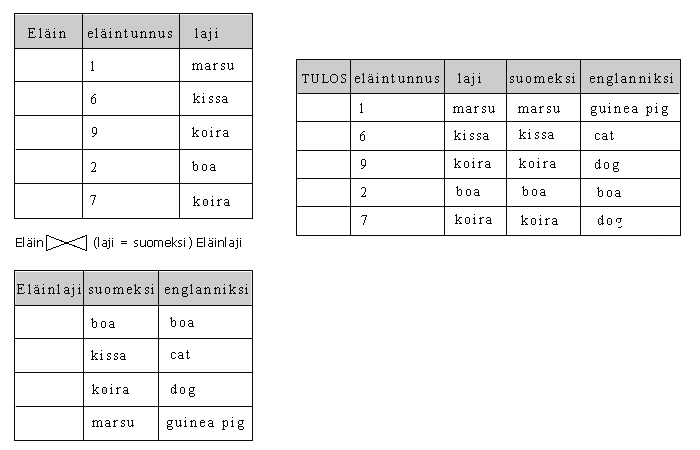 Eläin eläintunnus laji
1 marsu
6 kissa
9 koira
2 boa
7 koira
Eläin (laji = suomeksi) Eläinlaji
Eläinlaji suomeksi englanniksi
boa boa
kissa cat
koira dog
marsu guinea pig
TULOS eläintunnus laji suomeksi englanniksi
1 marsu marsu guinea pig
6 kissa kissa cat
9 koira koira dog
2 boa boa boa
7 koira koira dog